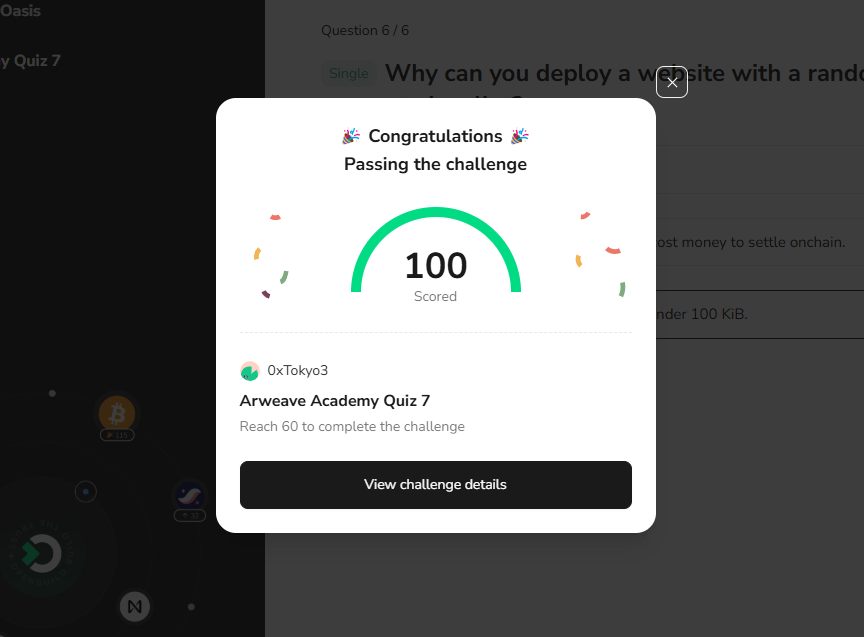 Oasis
y Quiz 7
Question 6 / 6
Single
Why can you deploy a website with a rando
Congratulations
Passing the challenge
100
Scored
ost money to settle onchain.
nder 100 KiB.
0xTokyo3
Arweave Academy Quiz 7
Reach 60 to complete the challenge
View challenge details